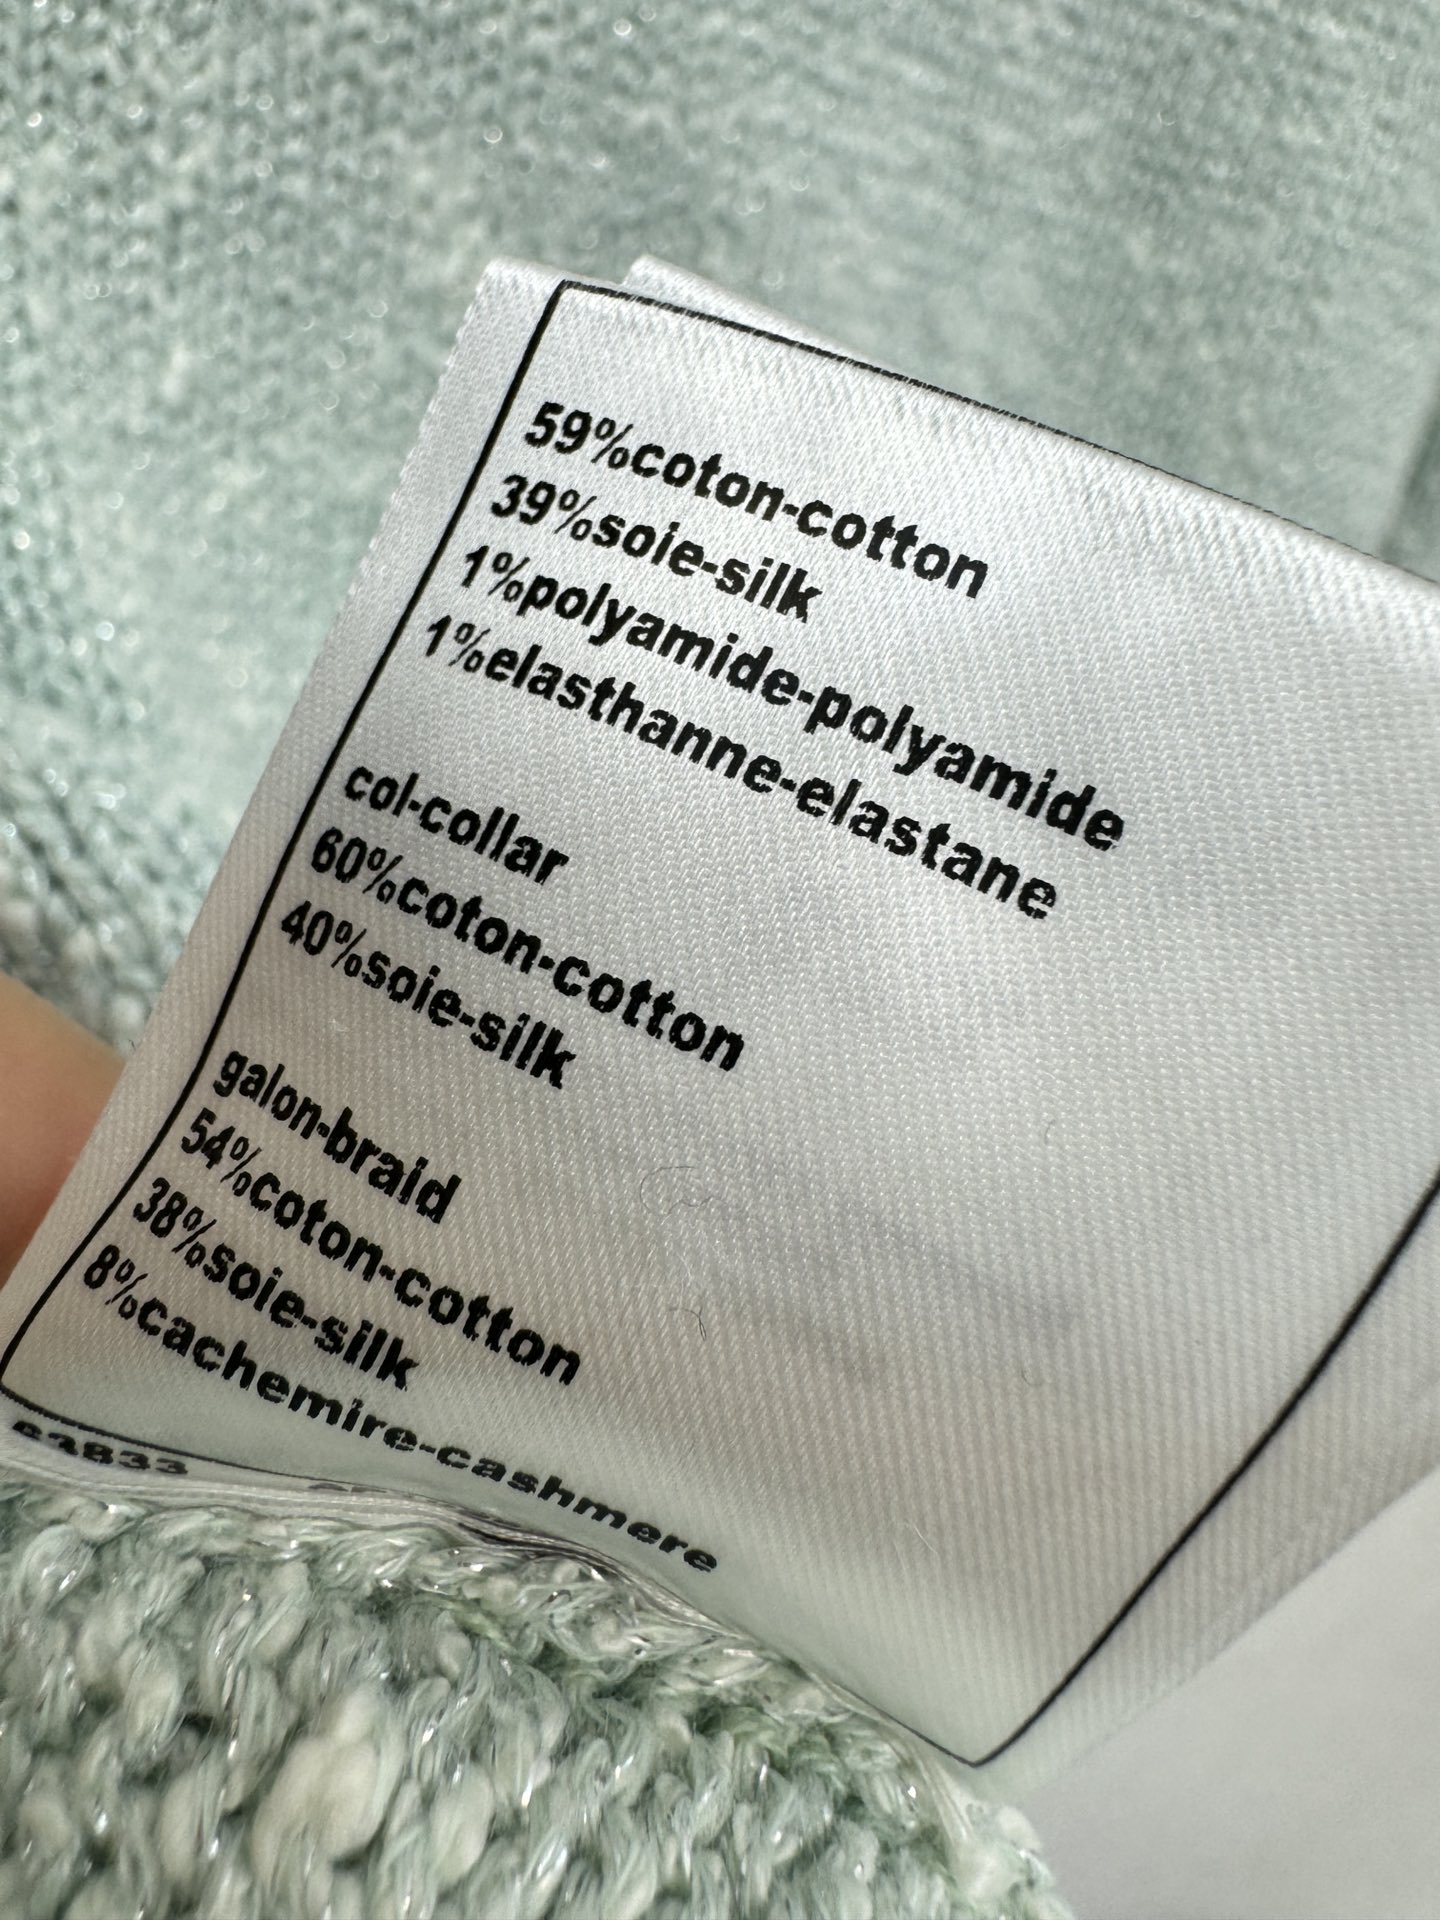 59%coton-cotton
39%soie-silk
1%polyamide-polyamide
1%elasthanne-elastane
col-collar
60%coton-cotton
40%soie-silk
galon-braid
54%coton-cotton
38%soie-silk
8%cachemire-cashmere